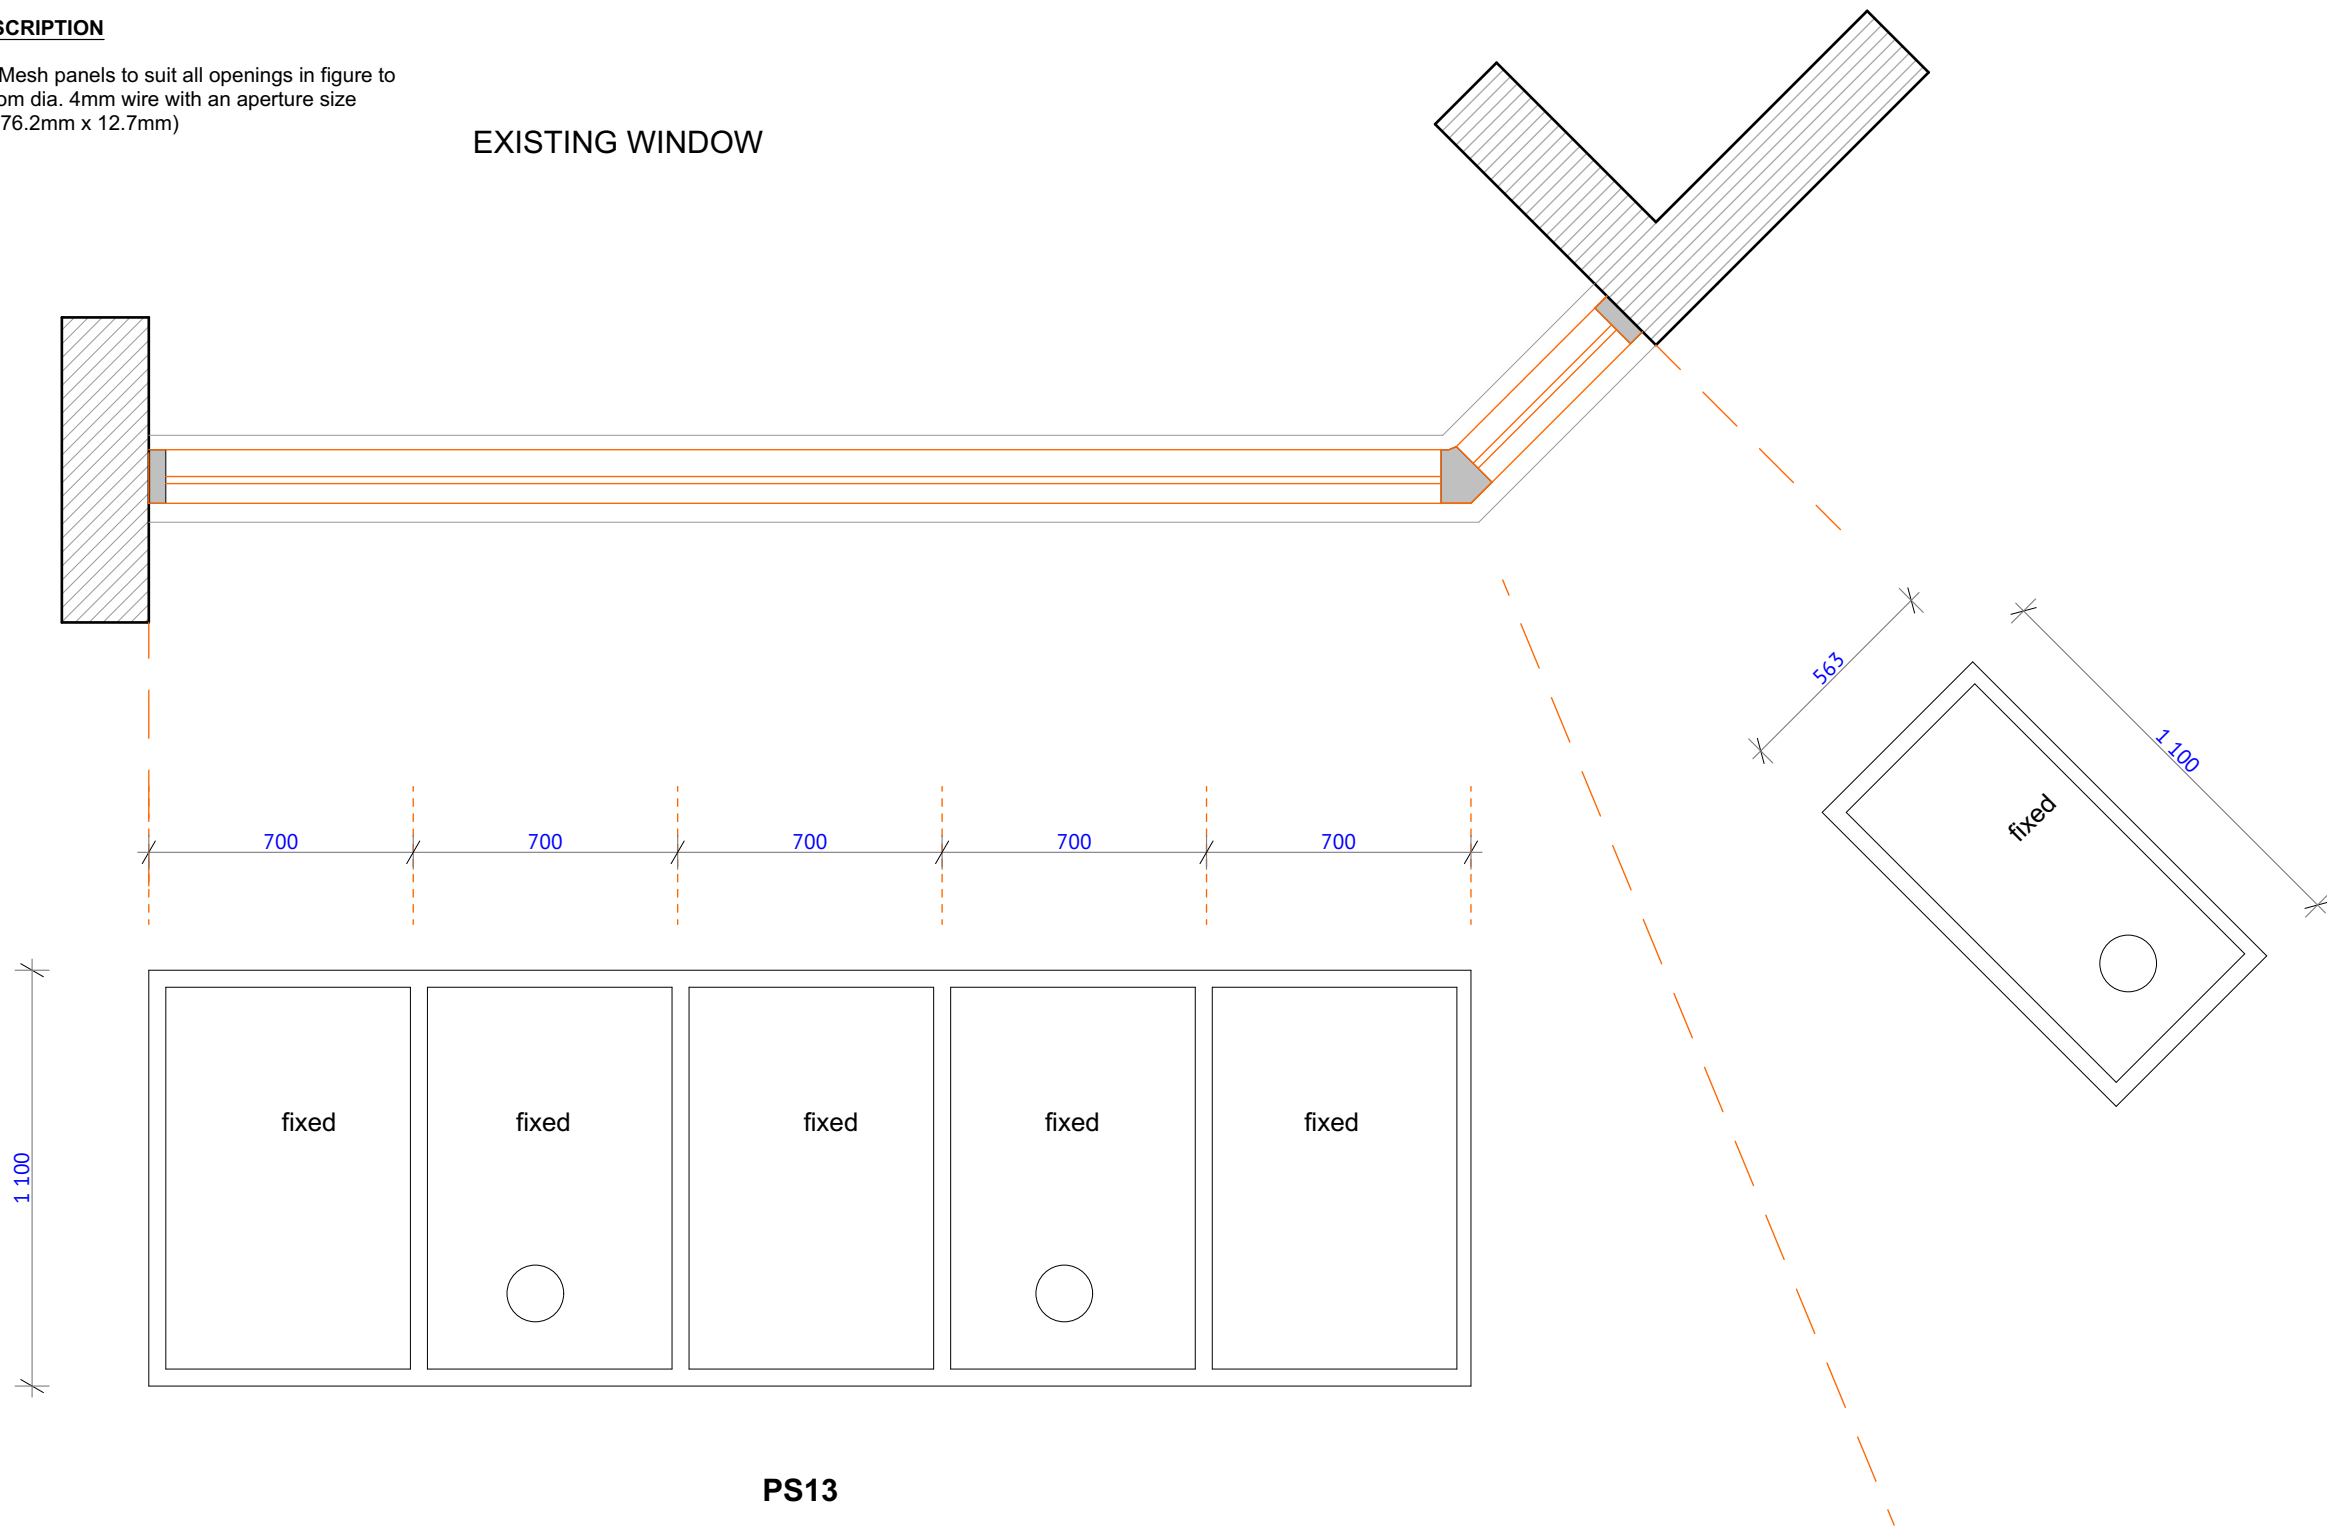 SCRIPTION
Mesh panels to suit all openings in figure to
om dia. 4mm wire with an aperture size
76.2mm x 12.7mm)
EXISTING WINDOW
563
1 100
fixed
700 700 700 700 700
fixed fixed fixed fixed fixed
1 100
PS13